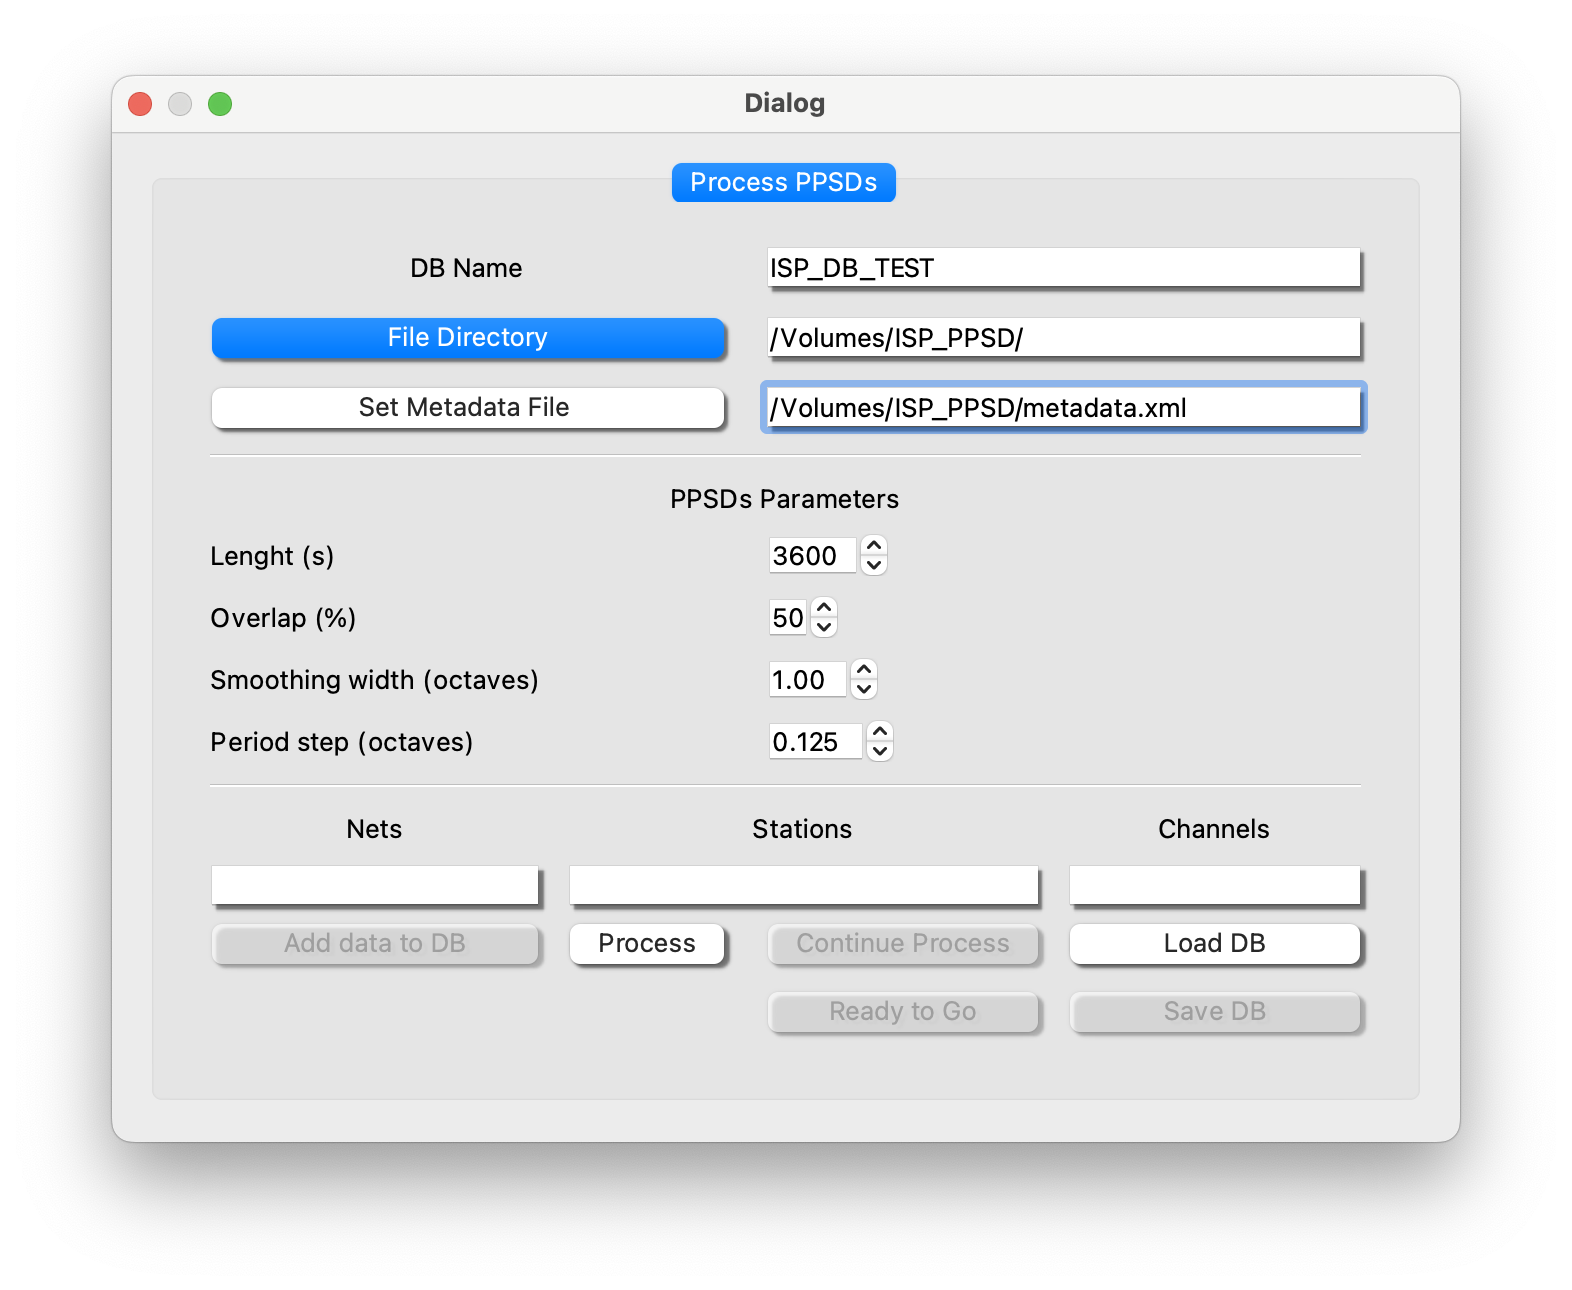 Dialog
Process PPSDs
DB Name ISP_DB_TEST
File Directory /Volumes/ISP_PPSD/
Set Metadata File /Volumes/ISP_PPSD/metadata.xml
PPSDs Parameters
Lenght (s) 3600
Overlap (%) 50
Smoothing width (octaves) 1.00
Period step (octaves) 0.125
Nets Stations Channels
Add data to DB Process Continue Process Load DB
Ready to Go Save DB